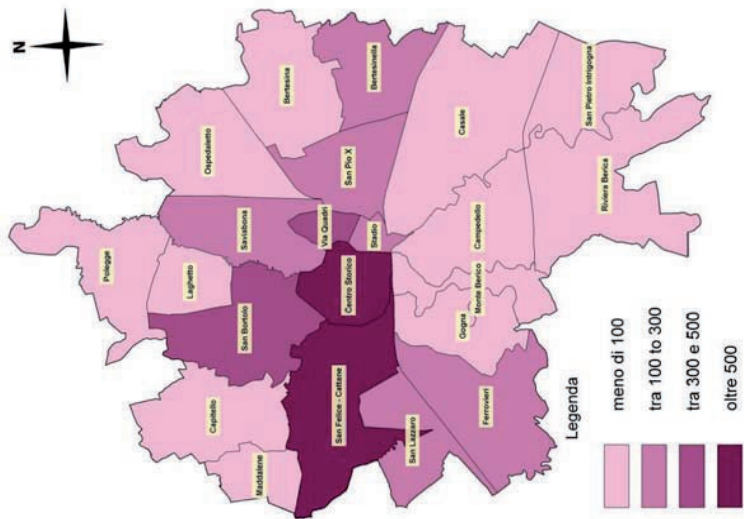 N
Polegge
Laghetto
Ospedaletto
Bertesina
Saviabona
San Bortolo
Capitello
Maddalene
Via Quadri
San Pio X
Bertesinella
Centro Storico
Stadio
San Felice - Cattane
San Lazzaro
Ferrovieri
Gogna
Monte Berico
Campedello
Casale
San Pietro Intrigogna
Riviera Berica
Legenda
meno di 100
tra 100 to 300
tra 300 e 500
oltre 500